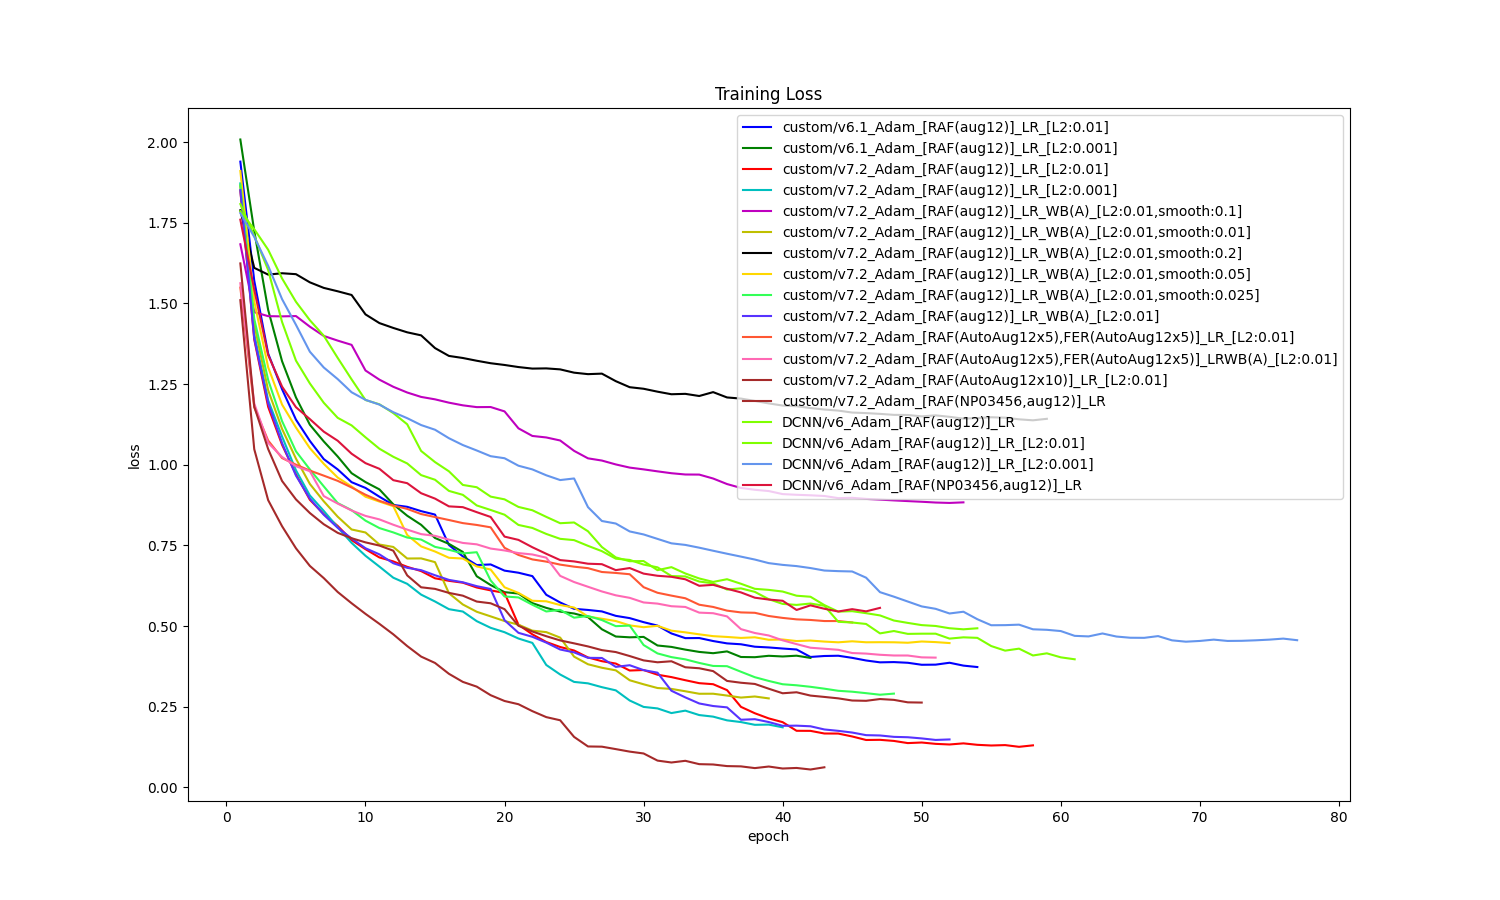 Training Loss
custom/v6.1_Adam_[RAF(aug12)]_LR_[L2:0.01]
custom/v6.1_Adam_[RAF(aug12)]_LR_[L2:0.001]
custom/v7.2_Adam_[RAF(aug12)]_LR_[L2:0.01]
custom/v7.2_Adam_[RAF(aug12)]_LR_[L2:0.001]
custom/v7.2_Adam_[RAF(aug12)]_LR_WB(A)_[L2:0.01,smooth:0.1]
custom/v7.2_Adam_[RAF(aug12)]_LR_WB(A)_[L2:0.01,smooth:0.01]
custom/v7.2_Adam_[RAF(aug12)]_LR_WB(A)_[L2:0.01,smooth:0.2]
custom/v7.2_Adam_[RAF(aug12)]_LR_WB(A)_[L2:0.01,smooth:0.05]
custom/v7.2_Adam_[RAF(aug12)]_LR_WB(A)_[L2:0.01,smooth:0.025]
custom/v7.2_Adam_[RAF(aug12)]_LR_WB(A)_[L2:0.01]
custom/v7.2_Adam_[RAF(AutoAug12x5),FER(AutoAug12x5)]_LR_[L2:0.01]
custom/v7.2_Adam_[RAF(AutoAug12x5),FER(AutoAug12x5)]_LRWB(A)_[L2:0.01]
custom/v7.2_Adam_[RAF(AutoAug12x10)]_LR_[L2:0.01]
custom/v7.2_Adam_[RAF(NP03456,aug12)]_LR
DCNN/v6_Adam_[RAF(aug12)]_LR
DCNN/v6_Adam_[RAF(aug12)]_LR_[L2:0.01]
DCNN/v6_Adam_[RAF(aug12)]_LR_[L2:0.001]
DCNN/v6_Adam_[RAF(NP03456,aug12)]_LR
2.00
1.75
1.50
1.25
1.00
0.75
0.50
0.25
0.00
loss
0 10 20 30 40 50 60 70 80
epoch